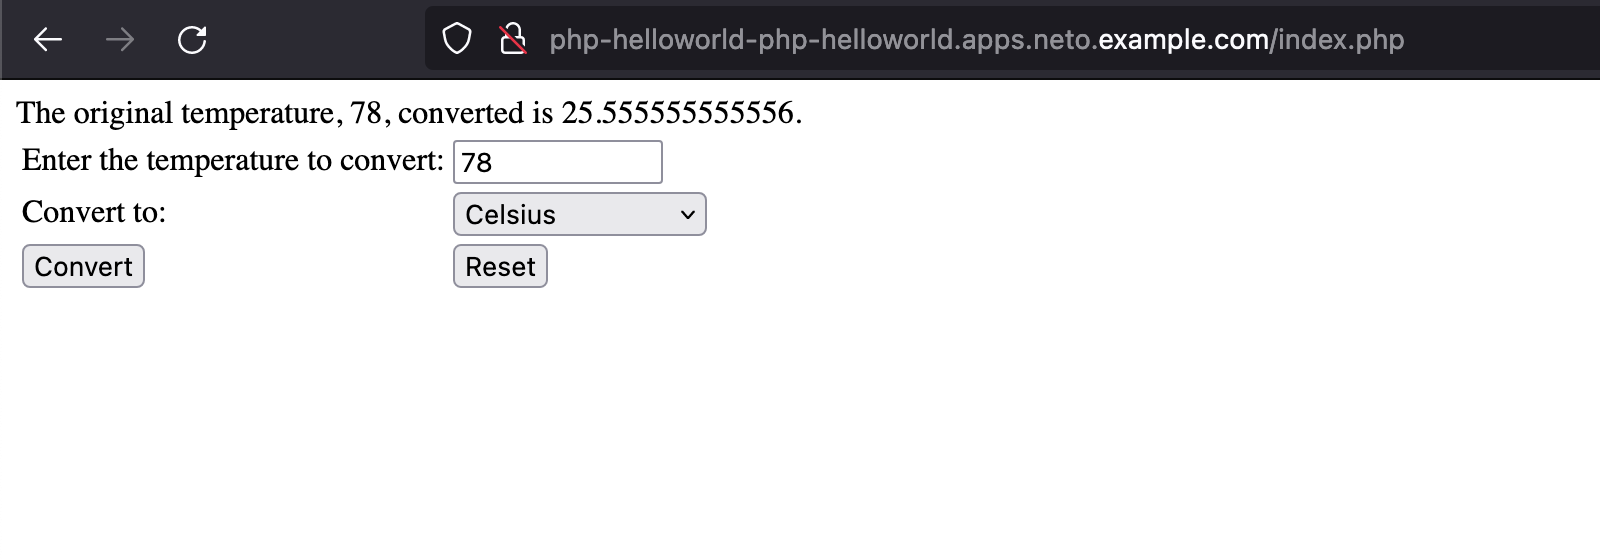 php-helloworld-php-helloworld.apps.neto.example.com/index.php
The original temperature, 78, converted is 25.555555555556.
Enter the temperature to convert: 78
Convert to: Celsius
Convert Reset